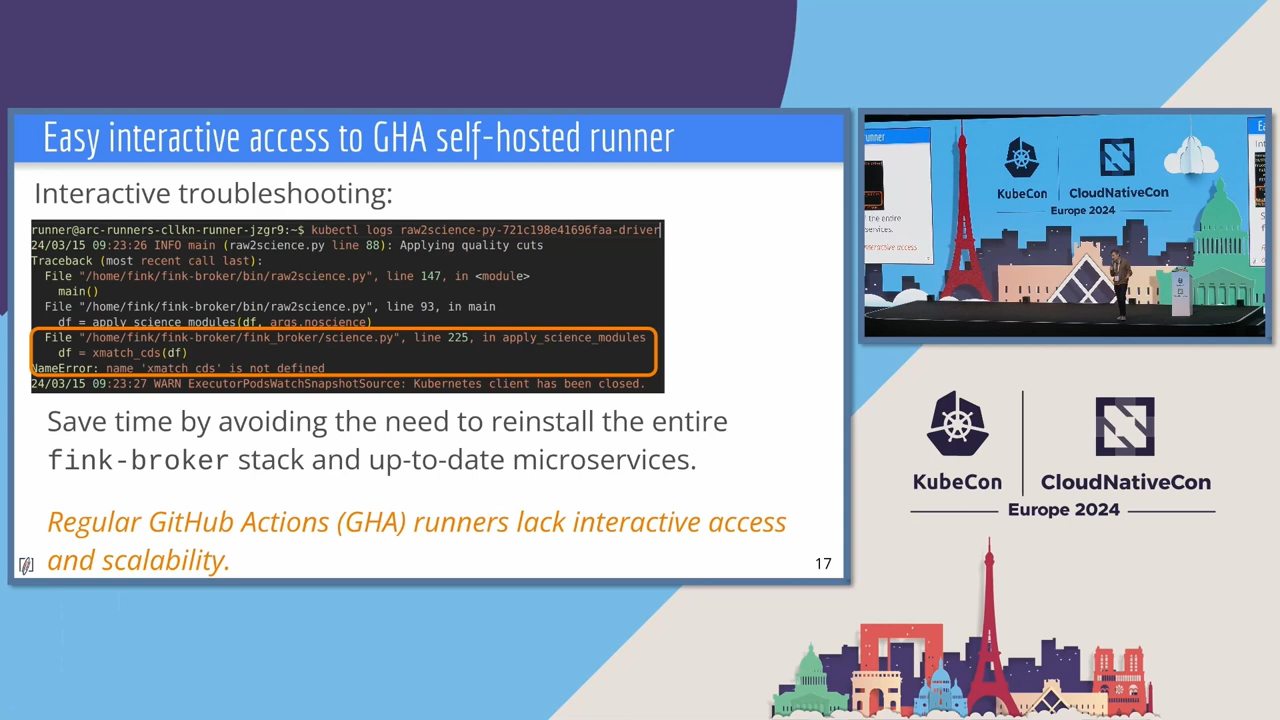 Easy interactive access to GHA self-hosted runner
Interactive troubleshooting:
runner@arc-runners-cllkn-runner-jzgr9:~$ kubectl logs raw2science-py-721c198e41696faa-driver
24/03/15 09:23:26 INFO main (raw2science.py line 88): Applying quality cuts
Traceback (most recent call last):
File "/home/fink/fink-broker/bin/raw2science.py", line 147, in <module>
main()
File "/home/fink/fink-broker/bin/raw2science.py", line 93, in main
df = apply_science_modules(df, args.noscience)
File "/home/fink/fink-broker/fink_broker/science.py", line 225, in apply_science_modules
df = xmatch_cds(df)
NameError: name 'xmatch_cds' is not defined
24/03/15 09:23:27 WARN ExecutorPodsWatchSnapshotSource: Kubernetes client has been closed.
Save time by avoiding the need to reinstall the entire
fink-broker stack and up-to-date microservices.
Regular GitHub Actions (GHA) runners lack interactive access
and scalability.
17
runner
the entire
services.
teractive access
KubeCon
CloudNativeCon
Europe 2024
KubeCon
CloudNativeCon
Europe 2024